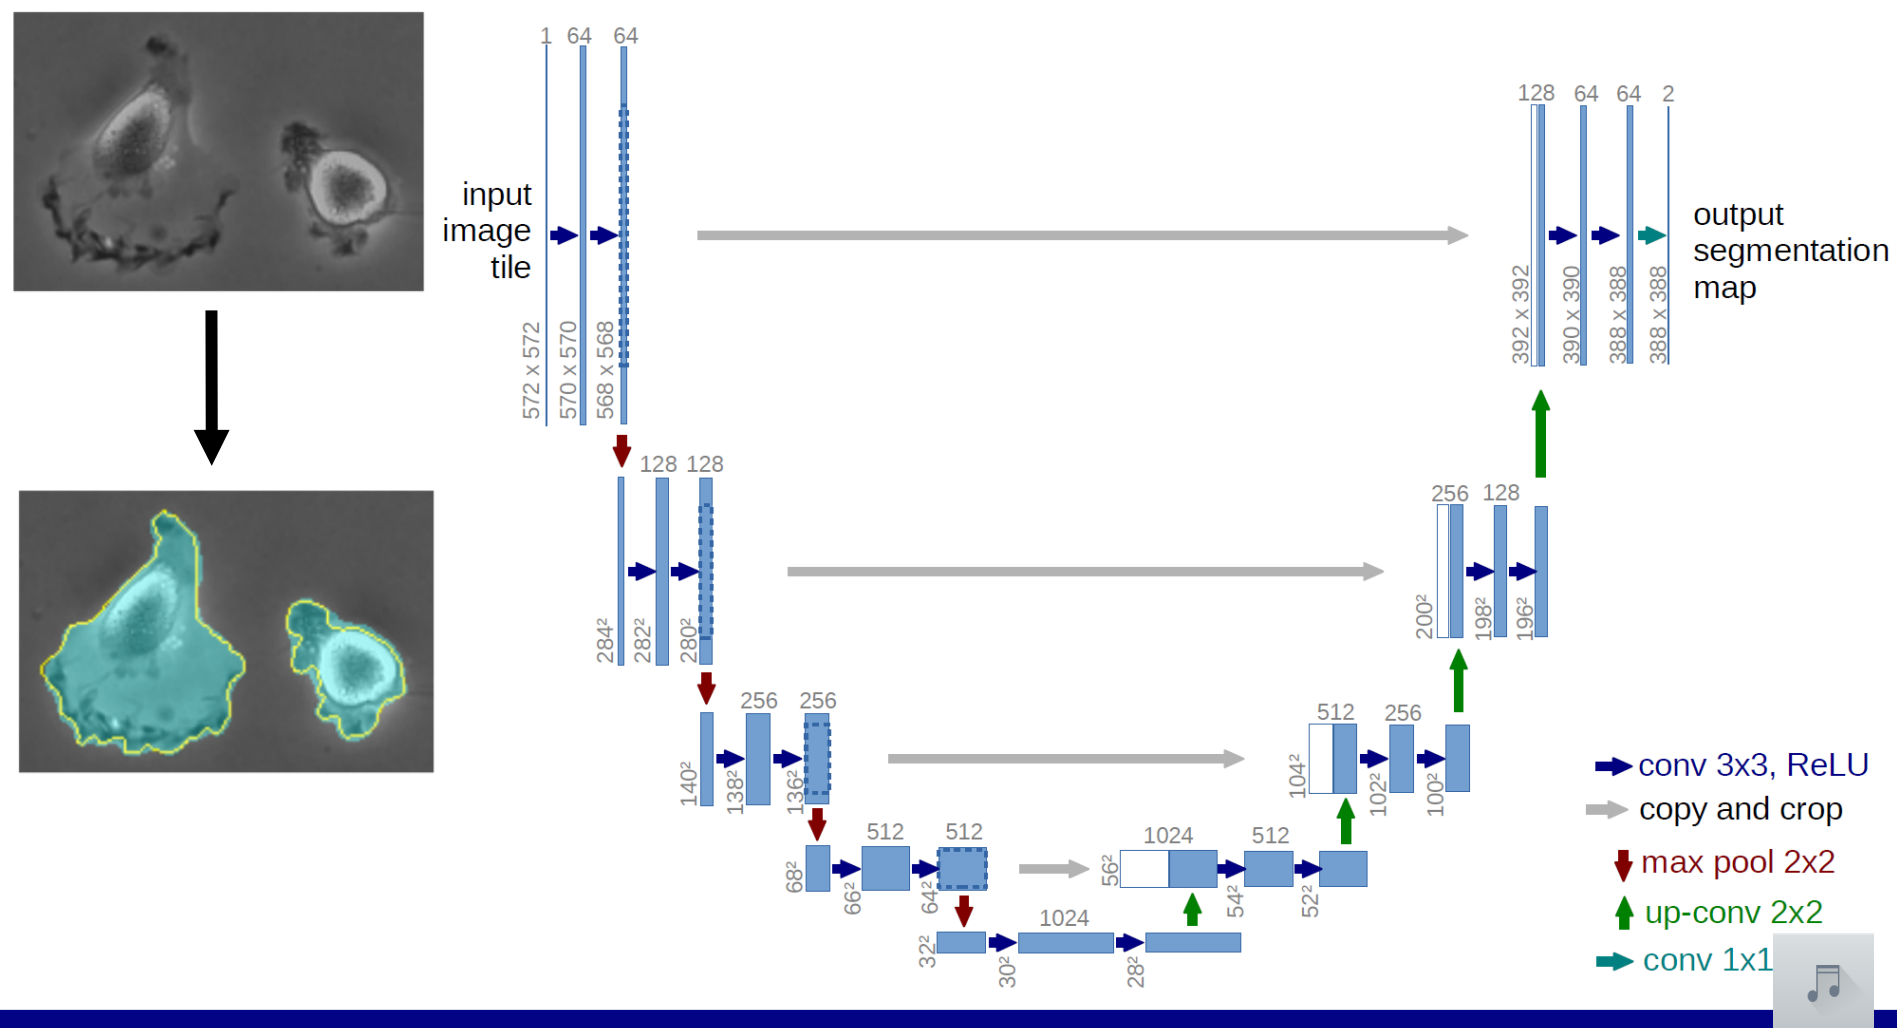 1 64 64
input
image
tile
572 x 572
570 x 570
568 x 568
128 64 64 2
392 x 392
390 x 390
388 x 388
388 x 388
output
segmentation
map
128 128
284²
282²
280²
256 128
200²
198²
196²
256 256
140²
138²
136²
512 256
104²
102²
100²
512 512
68²
66²
64²
1024 512
56²
54²
52²
1024
32²
30²
28²
conv 3x3, ReLU
copy and crop
max pool 2x2
up-conv 2x2
conv 1x1